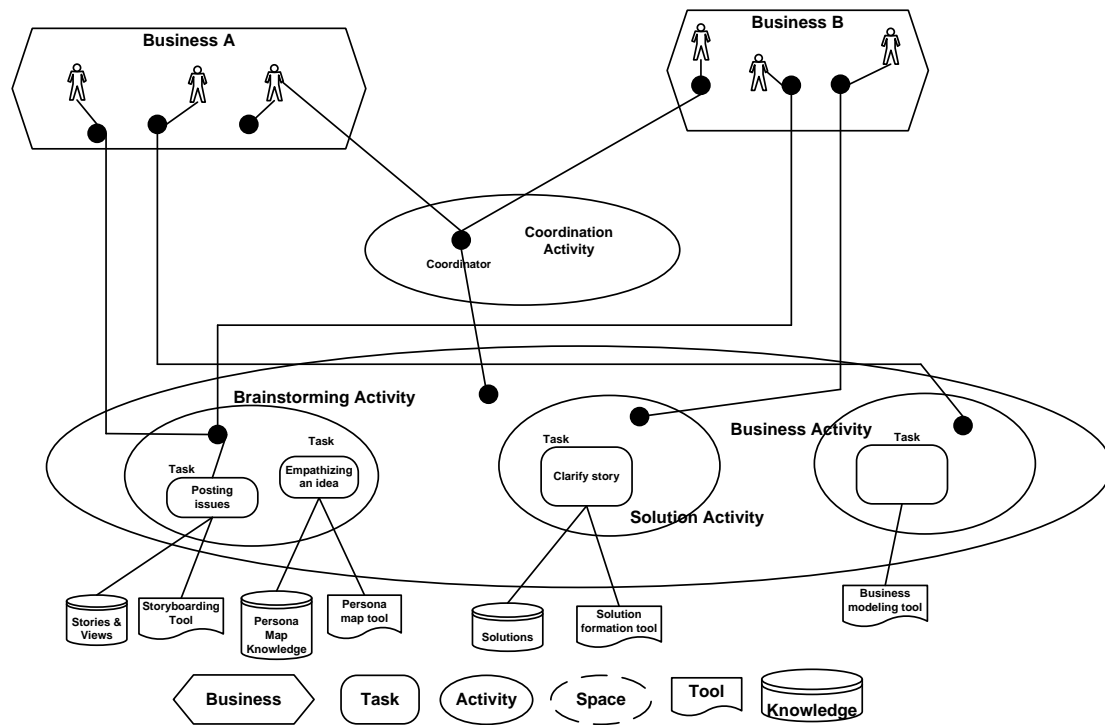 Business A
Business B
Coordination
Activity
Coordinator
Brainstorming Activity
Task
Empathizing
an idea
Task
Posting
issues
Task
Clarify story
Business Activity
Task
Solution Activity
Stories &
Views
Storyboarding
Tool
Persona
Map
Knowledge
Persona
map tool
Solutions
Solution
formation tool
Business
modeling tool
Business
Task
Activity
Space
Tool
Knowledge